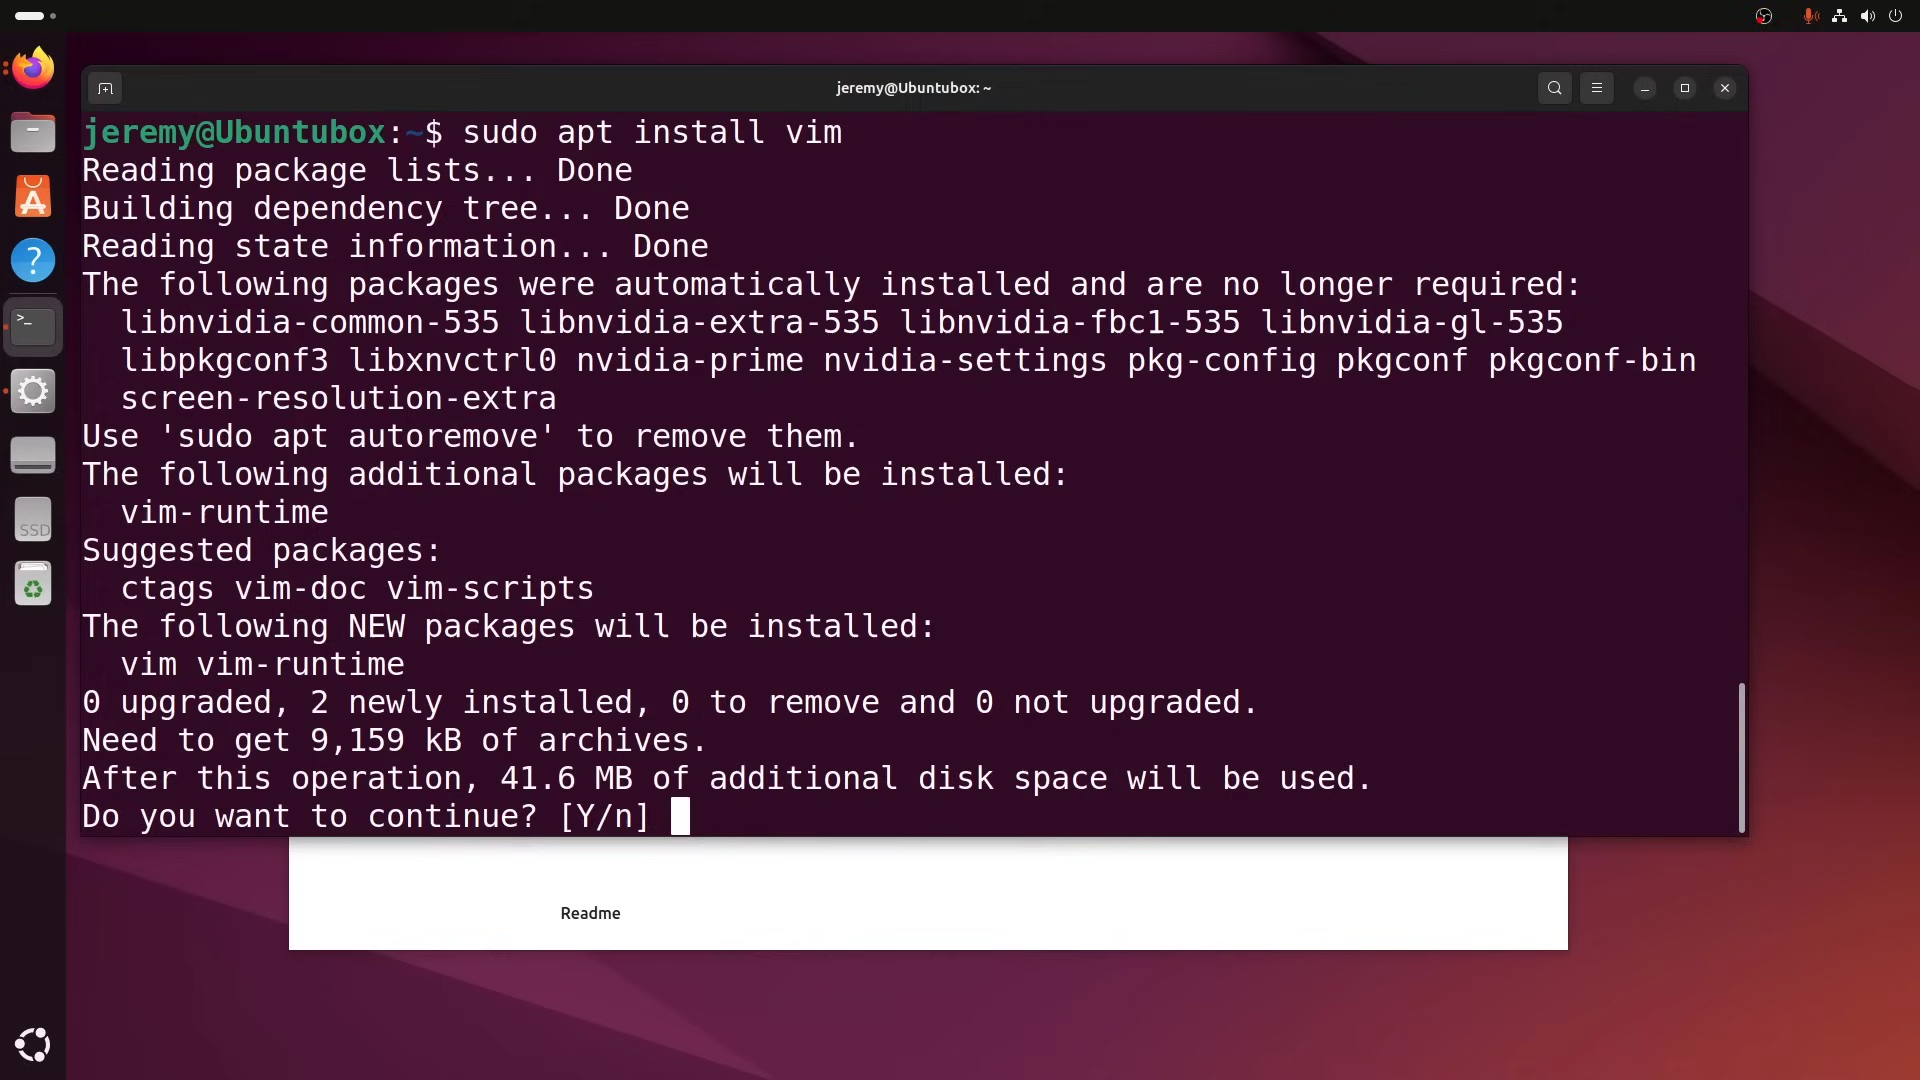 jeremy@Ubuntubox: ~
jeremy@Ubuntubox:~$ sudo apt install vim
Reading package lists... Done
Building dependency tree... Done
Reading state information... Done
The following packages were automatically installed and are no longer required:
  libnvidia-common-535 libnvidia-extra-535 libnvidia-fbc1-535 libnvidia-gl-535
  libpkgconf3 libxnvctrl0 nvidia-prime nvidia-settings pkg-config pkgconf pkgconf-bin
  screen-resolution-extra
Use 'sudo apt autoremove' to remove them.
The following additional packages will be installed:
  vim-runtime
Suggested packages:
  ctags vim-doc vim-scripts
The following NEW packages will be installed:
  vim vim-runtime
0 upgraded, 2 newly installed, 0 to remove and 0 not upgraded.
Need to get 9,159 kB of archives.
After this operation, 41.6 MB of additional disk space will be used.
Do you want to continue? [Y/n]
SSD
Readme